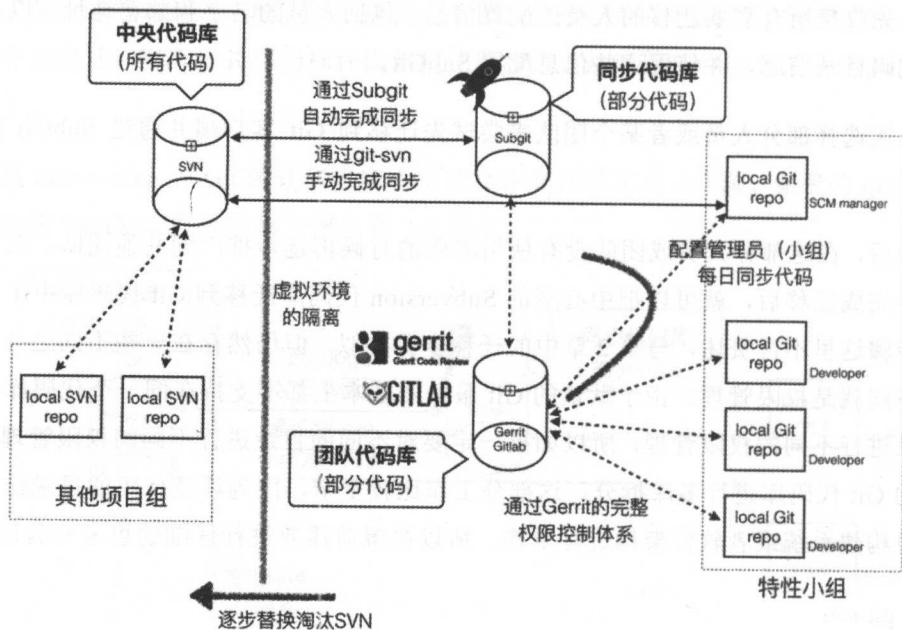 中央代码库
(所有代码)
通过Subgit
自动完成同步
通过git-svn
手动完成同步
同步代码库
(部分代码)
SVN
Subgit
local Git
repo
SCM manager
配置管理员（小组）
每日同步代码
虚拟环境
的隔离
gerrit
Gerrit Code Review
GITLAB
local SVN
repo
local SVN
repo
其他项目组
团队代码库
(部分代码)
Gerrit
Gitlab
通过Gerrit的完整
权限控制体系
local Git
repo
Developer
local Git
repo
Developer
local Git
repo
Developer
local Git
repo
Developer
特性小组
逐步替换淘汰SVN